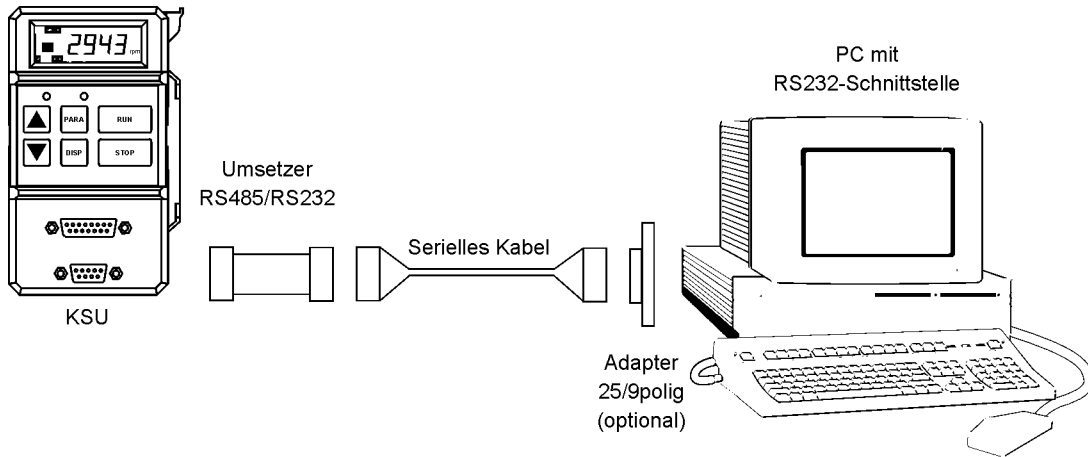 2943 rpm
PARA RUN
DISP STOP
KSU
Umsetzer
RS485/RS232
Serielles Kabel
Adapter
25/9polig
(optional)
PC mit
RS232-Schnittstelle